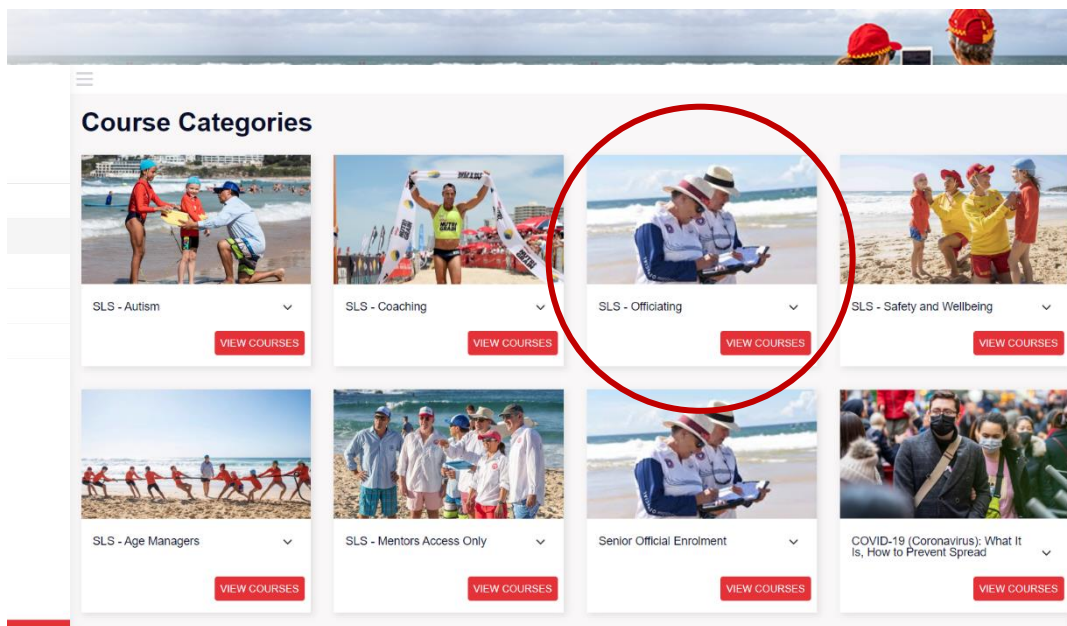 Course Categories
SLS - Autism
VIEW COURSES
SLS - Coaching
VIEW COURSES
SLS - Officiating
VIEW COURSES
SLS - Safety and Wellbeing
VIEW COURSES
SLS - Age Managers
VIEW COURSES
SLS - Mentors Access Only
VIEW COURSES
Senior Official Enrolment
VIEW COURSES
COVID-19 (Coronavirus): What It
Is, How to Prevent Spread
VIEW COURSES